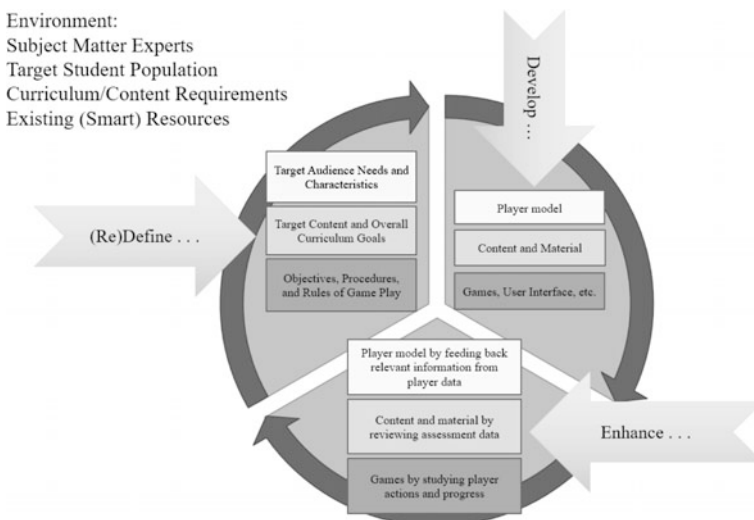 Environment:
Subject Matter Experts
Target Student Population
Curriculum/Content Requirements
Existing (Smart) Resources
(Re)Define . . .
Target Audience Needs and
Characteristics
Target Content and Overall
Curriculum Goals
Objectives, Procedures,
and Rules of Game Play
Develop . . .
Player model
Content and Material
Games, User Interface, etc.
Enhance . . .
Player model by feeding back
relevant information from
player data
Content and material by
reviewing assessment data
Games by studying player
actions and progress